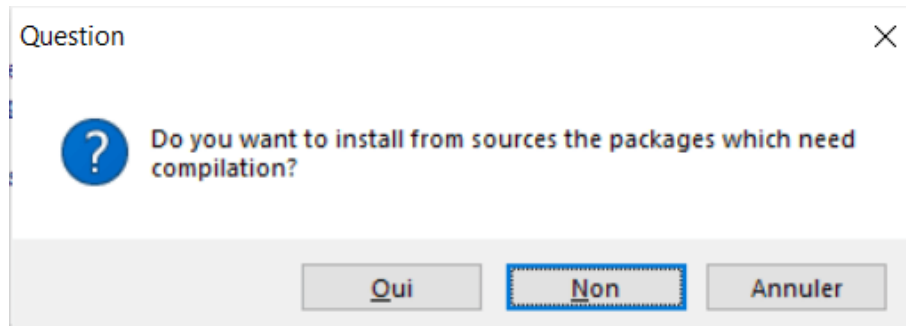 Question
Do you want to install from sources the packages which need
compilation?
Oui
Non
Annuler